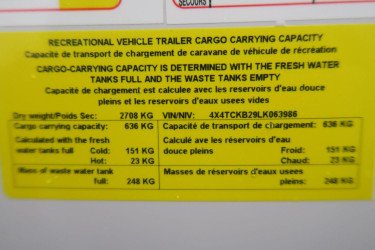 SECOURS
RECREATIONAL VEHICLE TRAILER CARGO CARRYING CAPACITY
Capacité de transport de chargement de caravane de véhicule de récréation
CARGO-CARRYING CAPACITY IS DETERMINED WITH THE FRESH WATER
TANKS FULL AND THE WASTE TANKS EMPTY
Capacité de chargement est calculee avec les reservoirs d'eau douce
pleins et les reservoirs d'eaux usees vides
Dry weight/Poids Sec: 2708 KG VIN/NIV: 4X4TCKB29LK063986
Cargo carrying capacity: 636 KG Capacité de transport de chargement: 636 KG
Calculated with the fresh Calculé ave les réservoirs d'eau
water tanks full Cold: 151 KG douce pleins Froid: 151 KG
Hot: 23 KG Chaud: 23 KG
Mass of waste water tank Masses de réservoirs d'eaux usees
full: 248 KG pleins: 248 KG